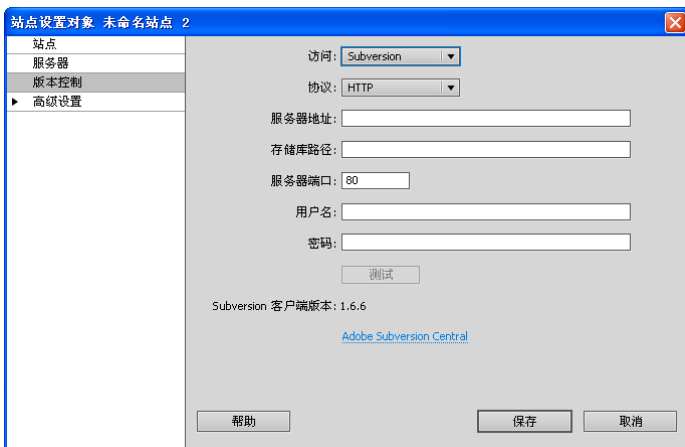 站点设置对象 未命名站点 2
站点
服务器
版本控制
高级设置
访问: Subversion
协议: HTTP
服务器地址:
存储库路径:
服务器端口: 80
用户名:
密码:
测试
Subversion 客户端版本: 1.6.6
Adobe Subversion Central
帮助
保存
取消